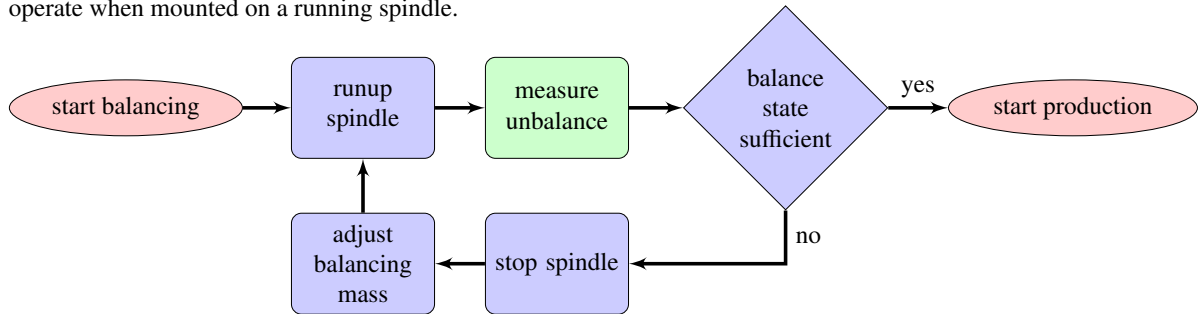 operate when mounted on a running spindle.
start balancing
runup
spindle
measure
unbalance
balance
state
sufficient
yes
start production
no
adjust
balancing
mass
stop spindle